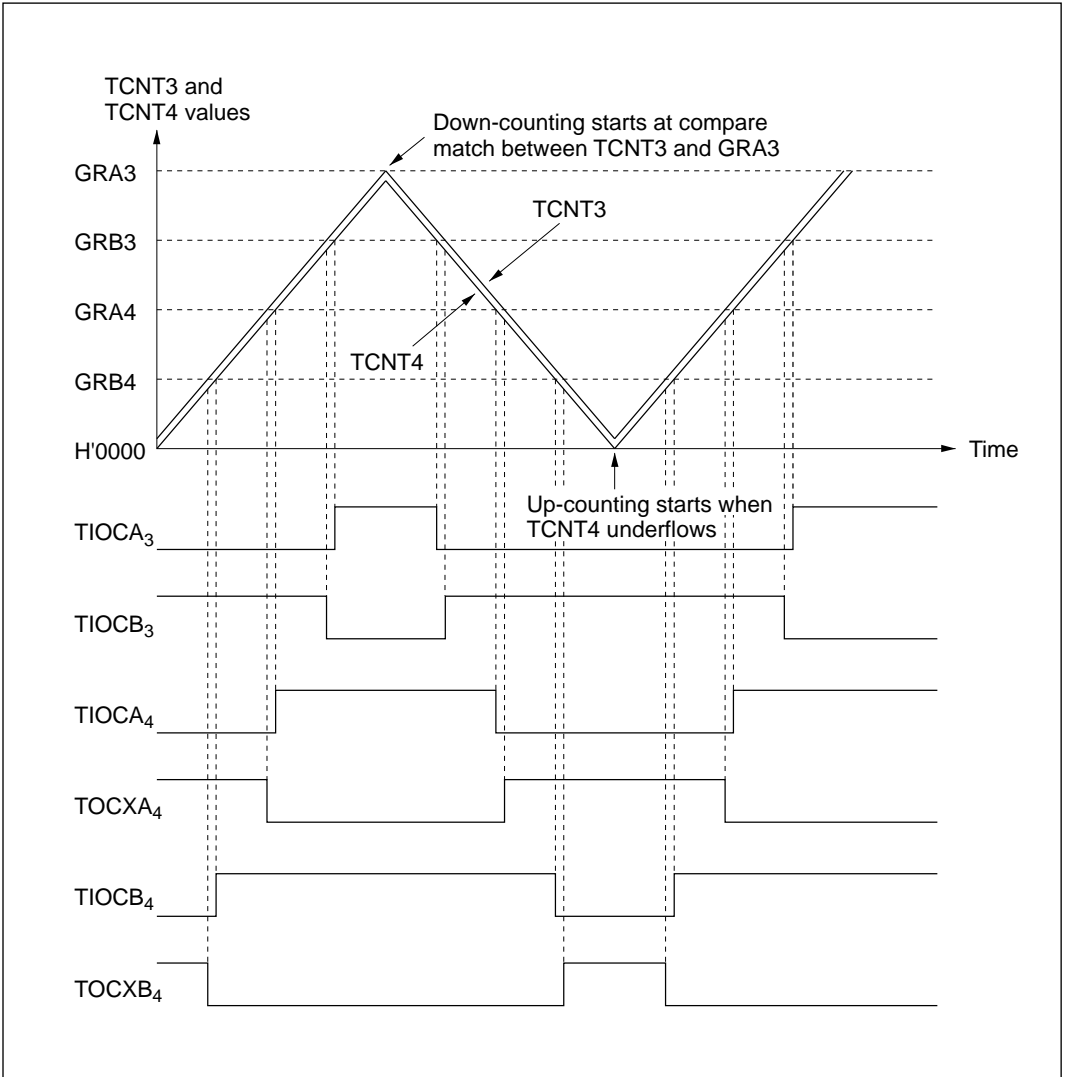 TCNT3 and
TCNT4 values
Down-counting starts at compare
match between TCNT3 and GRA3
GRA3
TCNT3
GRB3
GRA4
TCNT4
GRB4
H'0000
Time
Up-counting starts when
TCNT4 underflows
TIOCA3
TIOCB3
TIOCA4
TOCXA4
TIOCB4
TOCXB4